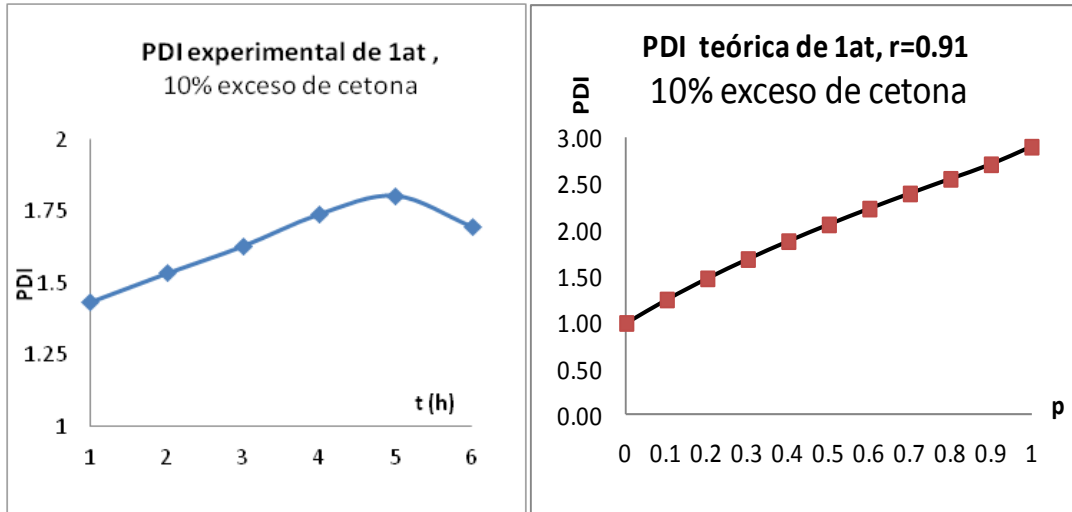 PDI experimental de 1at ,
10% exceso de cetona
2
1.75
1.5
1.25
1
PDI
t (h)
1 2 3 4 5 6
PDI teórica de 1at, r=0.91
10% exceso de cetona
PDI
3.00
2.50
2.00
1.50
1.00
0.50
0.00
p
0 0.1 0.2 0.3 0.4 0.5 0.6 0.7 0.8 0.9 1